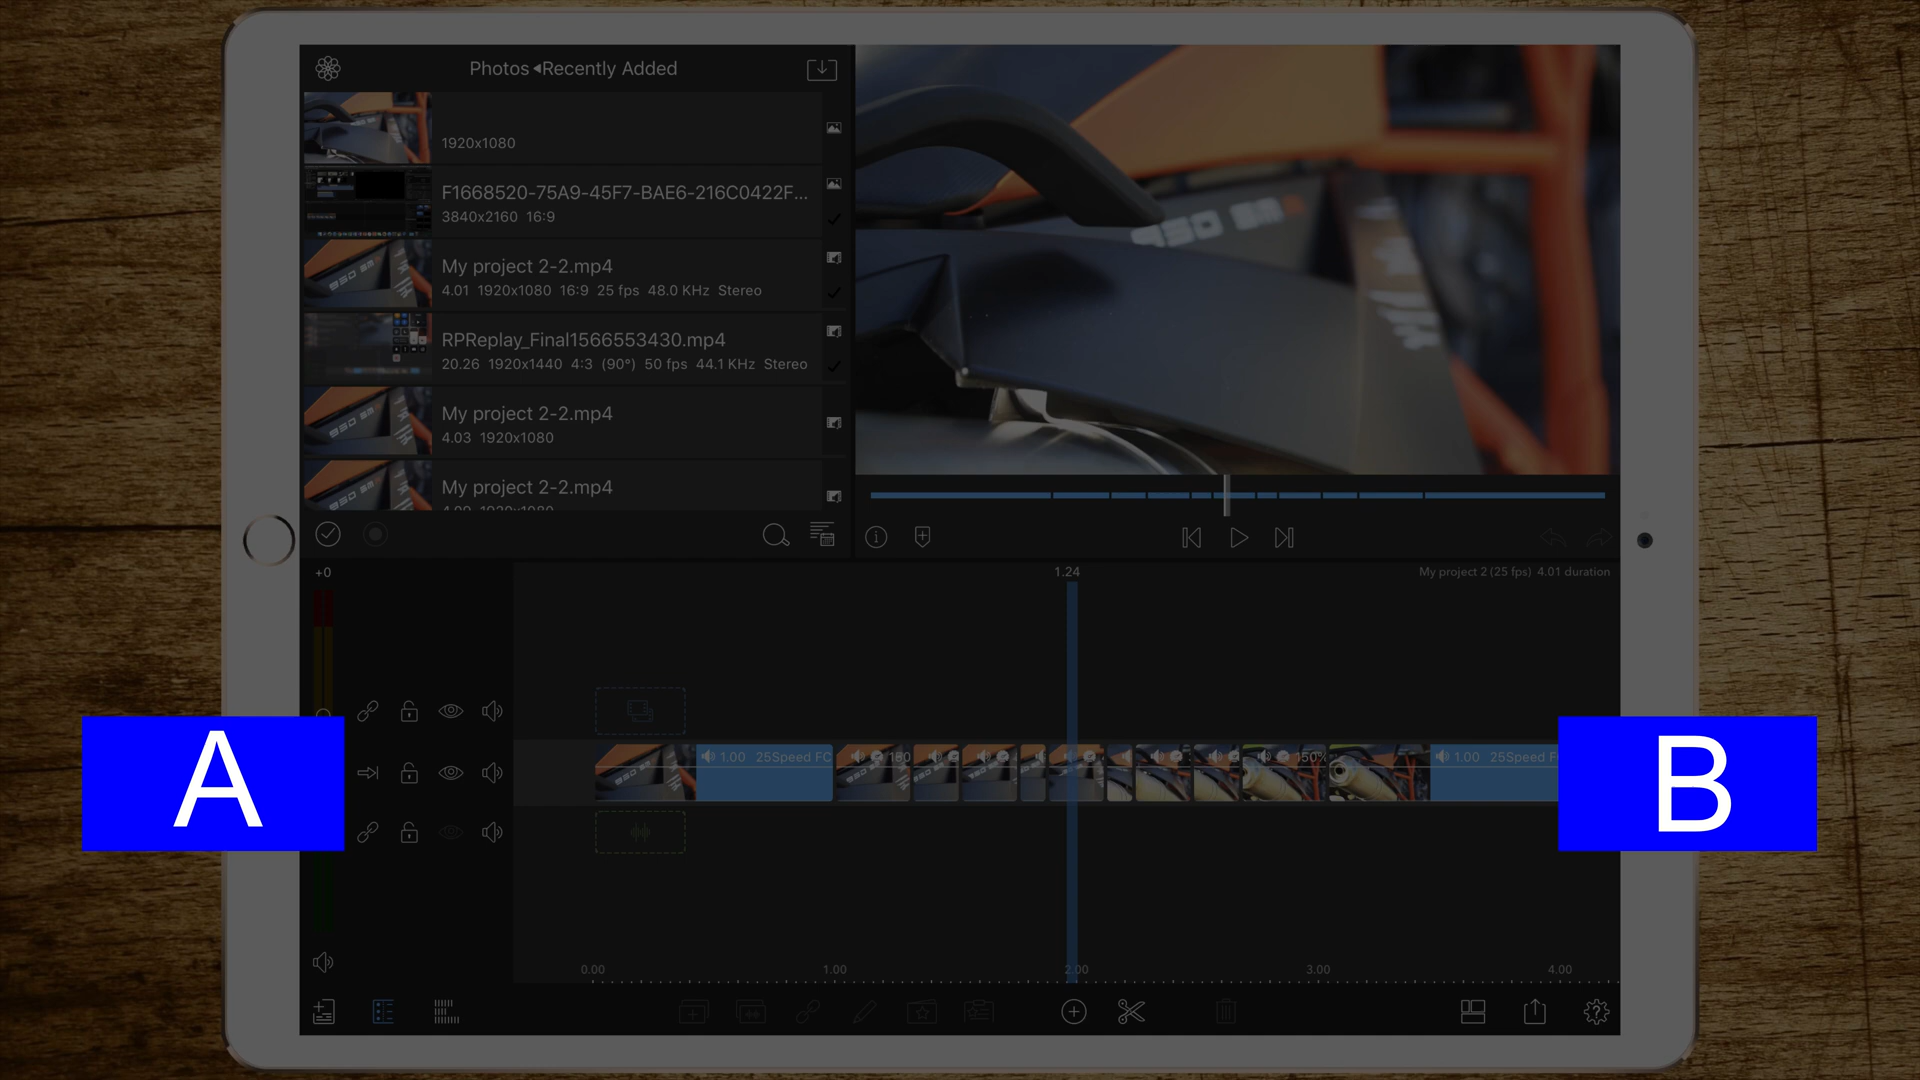 Photos ◂Recently Added
1920x1080
F1668520-75A9-45F7-BAE6-216C0422F...
3840x2160 16:9
My project 2-2.mp4
4.01 1920x1080 16:9 25 fps 48.0 KHz Stereo
RPReplay_Final1566553430.mp4
20.26 1920x1440 4:3 (90°) 50 fps 44.1 KHz Stereo
My project 2-2.mp4
4.03 1920x1080
My project 2-2.mp4
950 SM
+0
1.24
My project 2 (25 fps) 4.01 duration
A
1.00 25Speed FC
150
150%
1.00 25Speed F
B
0.00 1.00 2.00 3.00 4.00